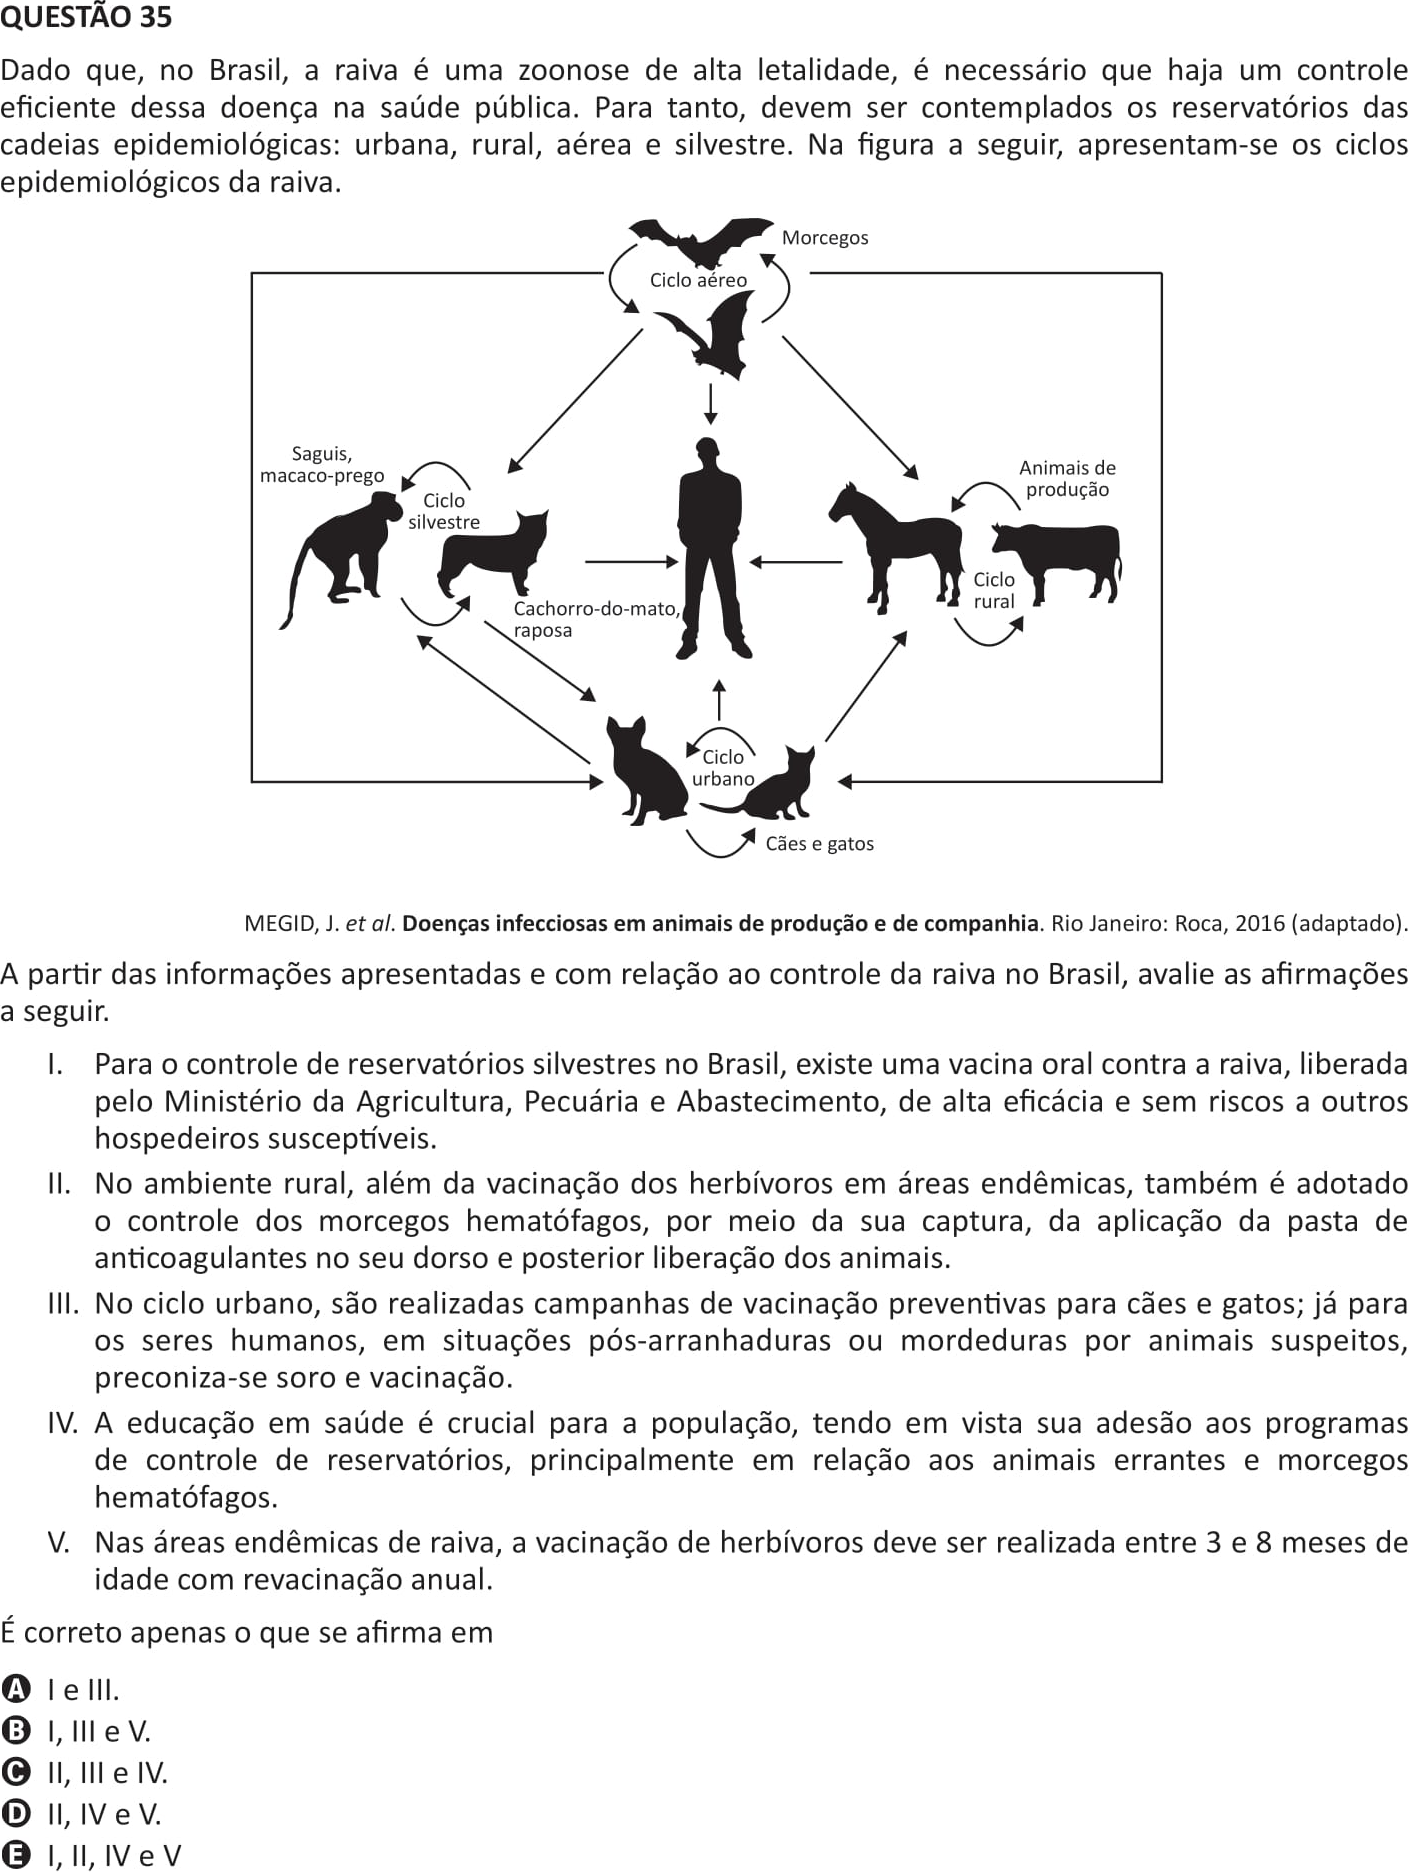 QUESTÃO 35
Dado que, no Brasil, a raiva é uma zoonose de alta letalidade, é necessário que haja um controle
eficiente dessa doença na saúde pública. Para tanto, devem ser contemplados os reservatórios das
cadeias epidemiológicas: urbana, rural, aérea e silvestre. Na figura a seguir, apresentam-se os ciclos
epidemiológicos da raiva.
Morcegos
Ciclo aéreo
Saguis,
macaco-prego
Ciclo
silvestre
Animais de
produção
Ciclo
rural
Cachorro-do-mato,
raposa
Ciclo
urbano
Cães e gatos
MEGID, J. et al. Doenças infecciosas em animais de produção e de companhia. Rio Janeiro: Roca, 2016 (adaptado).
A partir das informações apresentadas e com relação ao controle da raiva no Brasil, avalie as afirmações
a seguir.
I. Para o controle de reservatórios silvestres no Brasil, existe uma vacina oral contra a raiva, liberada
pelo Ministério da Agricultura, Pecuária e Abastecimento, de alta eficácia e sem riscos a outros
hospedeiros susceptíveis.
II. No ambiente rural, além da vacinação dos herbívoros em áreas endêmicas, também é adotado
o controle dos morcegos hematófagos, por meio da sua captura, da aplicação da pasta de
anticoagulantes no seu dorso e posterior liberação dos animais.
III. No ciclo urbano, são realizadas campanhas de vacinação preventivas para cães e gatos; já para
os seres humanos, em situações pós-arranhaduras ou mordeduras por animais suspeitos,
preconiza-se soro e vacinação.
IV. A educação em saúde é crucial para a população, tendo em vista sua adesão aos programas
de controle de reservatórios, principalmente em relação aos animais errantes e morcegos
hematófagos.
V. Nas áreas endêmicas de raiva, a vacinação de herbívoros deve ser realizada entre 3 e 8 meses de
idade com revacinação anual.
É correto apenas o que se afirma em
A I e III.
B I, III e V.
C II, III e IV.
D II, IV e V.
E I, II, IV e V